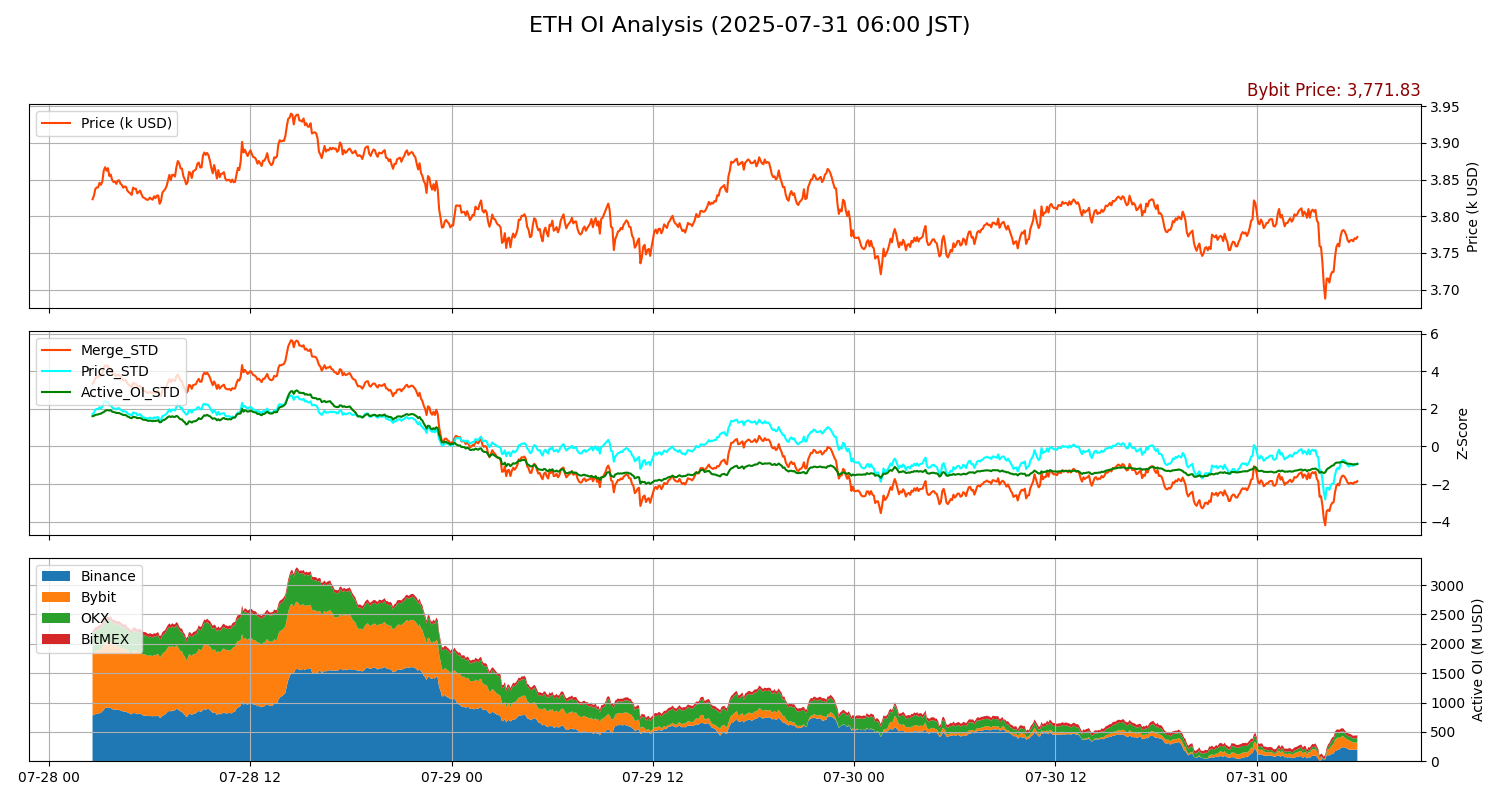 ETH OI Analysis (2025-07-31 06:00 JST)
Bybit Price: 3,771.83
Price (k USD)
3.95
3.90
3.85
3.80
3.75
3.70
Price (k USD)
Merge_STD
Price_STD
Active_OI_STD
6
4
2
0
−2
−4
Z-Score
Binance
Bybit
OKX
BitMEX
3000
2500
2000
1500
1000
500
0
Active OI (M USD)
07-28 00
07-28 12
07-29 00
07-29 12
07-30 00
07-30 12
07-31 00